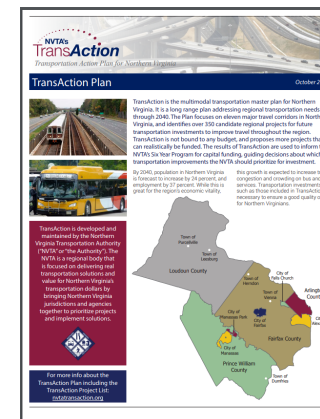 NVTA's
TransAction
Transportation Action Plan for Northern Virginia
TransAction Plan
October 2
TransAction is the multimodal transportation master plan for Northern
Virginia. It is a long range plan addressing regional transportation needs
through 2040. The Plan focuses on eleven major travel corridors in North
Virginia, and identifies over 350 candidate regional projects for future
transportation investments to improve travel throughout the region.
TransAction is not bound to any budget, and proposes more projects tha
can realistically be funded. The results of TransAction are used to inform t
NVTA's Six Year Program for capital funding, guiding decisions about which
transportation improvements the NVTA should prioritize for investment.
By 2040, population in Northern Virginia
is forecast to increase by 24 percent, and
employment by 37 percent. While this is
great for the region's economic vitality,
this growth is expected to increase tr
congestion and crowding on bus and
services. Transportation investments
such as those included in TransActio
necessary to ensure a good quality o
for Northern Virginians.
TransAction is developed and
maintained by the Northern
Virginia Transportation Authority
("NVTA" or "the Authority"). The
NVTA is a regional body that
is focused on delivering real
transportation solutions and
value for Northern Virginia's
transportation dollars by
bringing Northern Virginia
jurisdictions and agencies
together to prioritize projects
and implement solutions.
For more info about the
TransAction Plan including the
TransAction Project List:
nvtatransaction.org
Town of
Purcellville
Town of
Leesburg
Loudoun County
Town of
Herndon
City of
Falls Church
Town of
Vienna
Arling
Count
City of
Manassas Park
City of
Fairfax
Fairfax County
City of
Manassas
Prince William
County
Town of
Dumfries